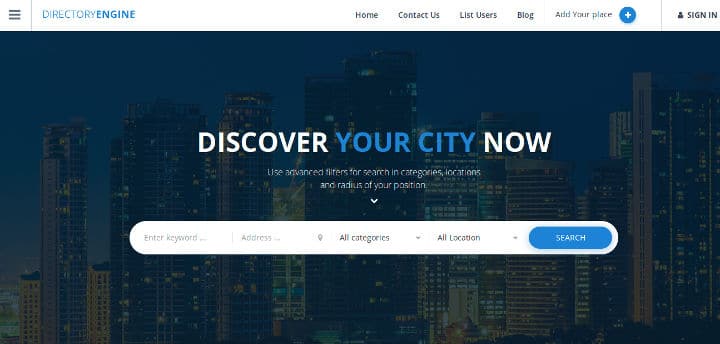 DIRECTORYENGINE Home Contact Us List Users Blog Add Your place SIGN IN
DISCOVER YOUR CITY NOW
Use advanced filters for search in categories, locations
and radius of your position.
Enter keyword ... Address ... All categories All Location SEARCH